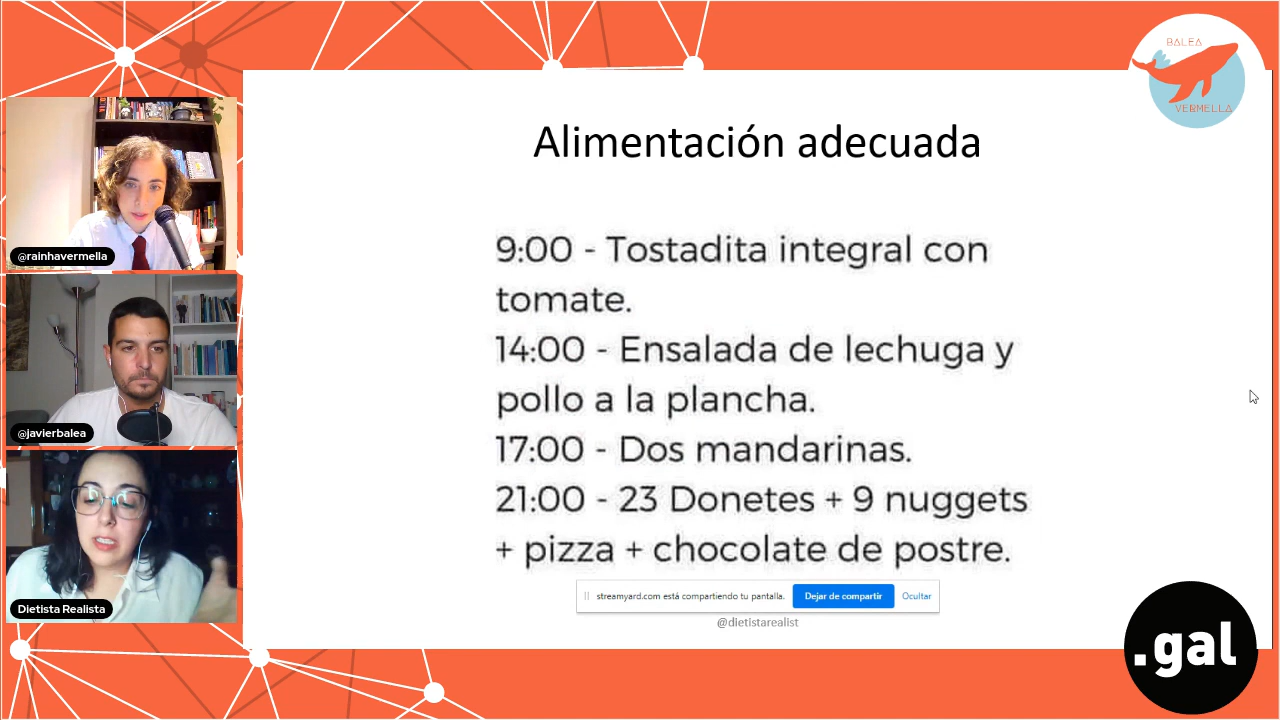 BALEA
VERMELLA
Alimentación adecuada
9:00 - Tostadita integral con
tomate.
14:00 - Ensalada de lechuga y
pollo a la plancha.
17:00 - Dos mandarinas.
21:00 - 23 Donetes + 9 nuggets
+ pizza + chocolate de postre.
streamyard.com está compartiendo tu pantalla.
Dejar de compartir
Ocultar
@dietistarealist
@rainhavermella
@javierbalea
Dietista Realista
.gal